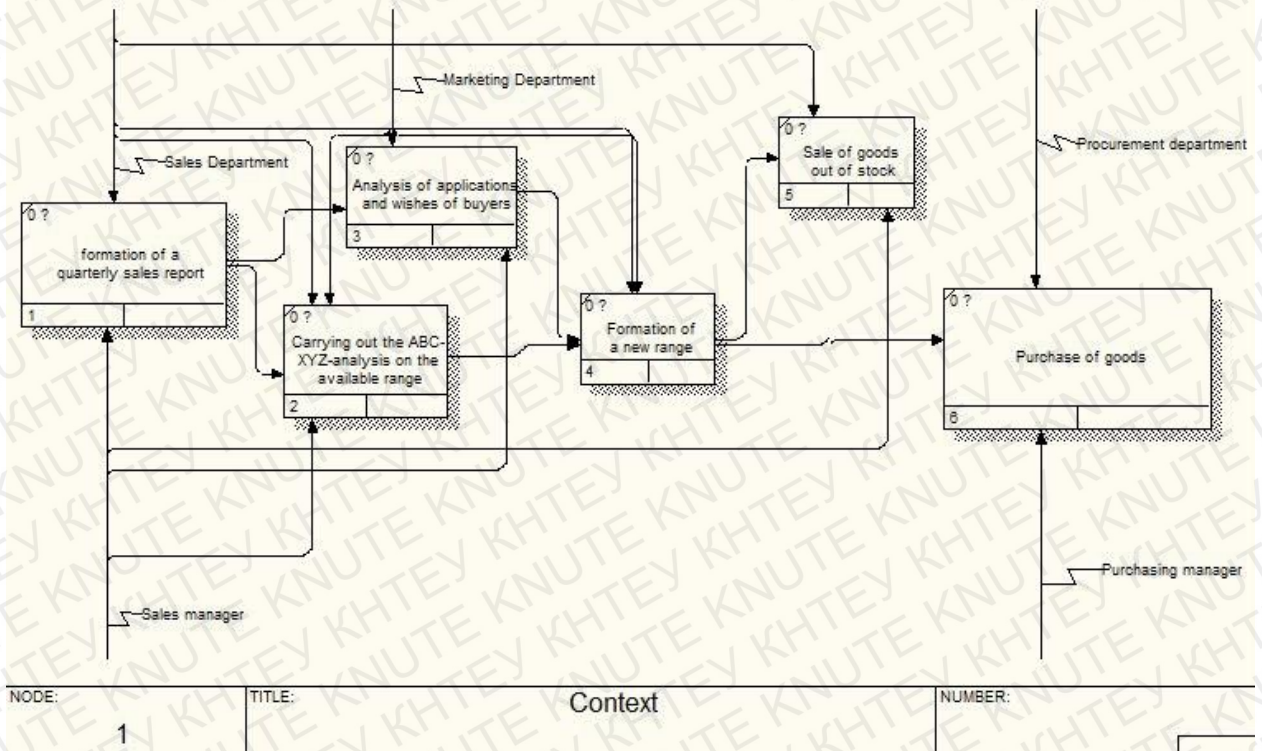 Marketing Department
Sales Department
Procurement department
0 ?
formation of a
quarterly sales report
1
0 ?
Carrying out the ABC-
XYZ-analysis on the
available range
2
0 ?
Analysis of applications
and wishes of buyers
3
0 ?
Formation of
a new range
4
0 ?
Sale of goods
out of stock
5
0 ?
Purchase of goods
6
Sales manager
Purchasing manager
NODE:
1
TITLE:
Context
NUMBER:
KHTEY KNUTE